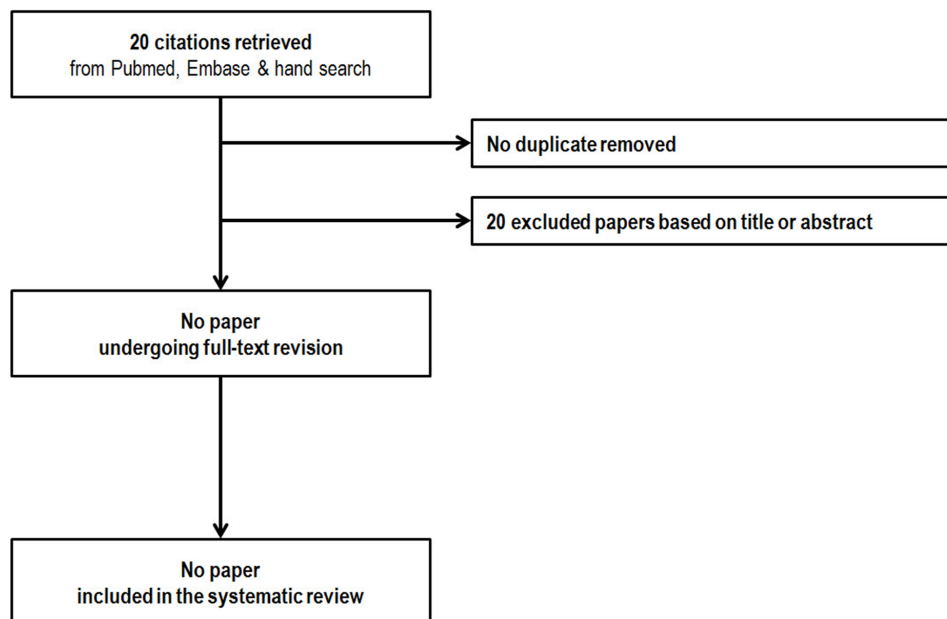 20 citations retrieved
from Pubmed, Embase & hand search
No duplicate removed
20 excluded papers based on title or abstract
No paper
undergoing full-text revision
No paper
included in the systematic review